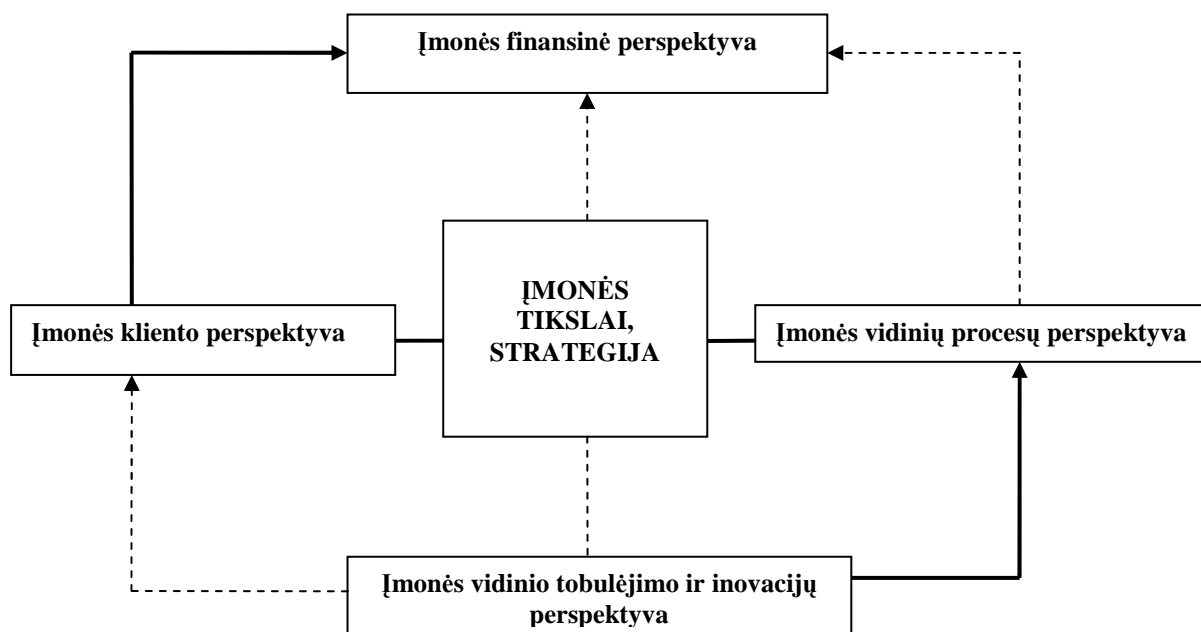 Įmonės finansinė perspektyva
ĮMONĖS
TIKSLAI,
STRATEGIJA
Įmonės kliento perspektyva
Įmonės vidinių procesų perspektyva
Įmonės vidinio tobulėjimo ir inovacijų
perspektyva